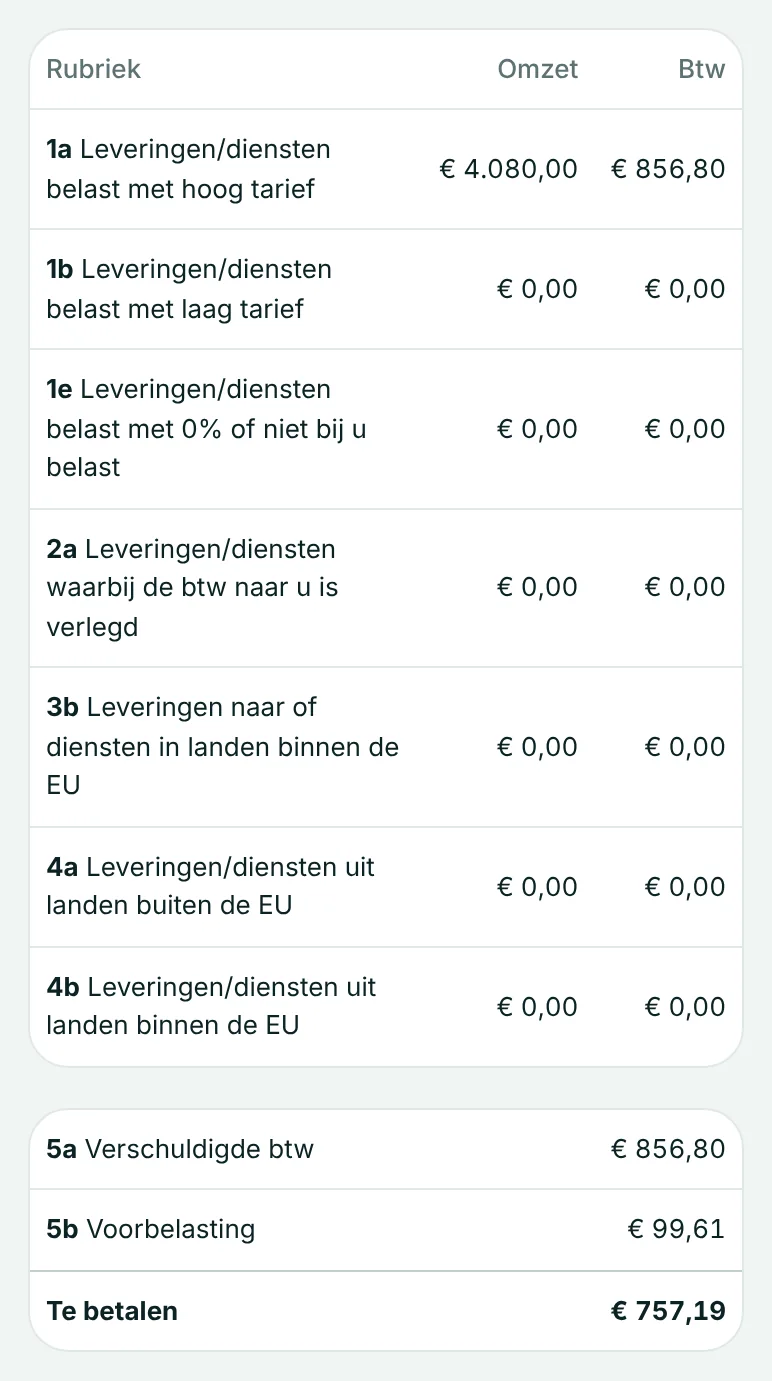 Rubriek Omzet Btw
1a Leveringen/diensten
belast met hoog tarief € 4.080,00 € 856,80
1b Leveringen/diensten
belast met laag tarief € 0,00 € 0,00
1e Leveringen/diensten
belast met 0% of niet bij u € 0,00 € 0,00
belast
2a Leveringen/diensten
waarbij de btw naar u is € 0,00 € 0,00
verlegd
3b Leveringen naar of
diensten in landen binnen de € 0,00 € 0,00
EU
4a Leveringen/diensten uit
landen buiten de EU € 0,00 € 0,00
4b Leveringen/diensten uit
landen binnen de EU € 0,00 € 0,00
5a Verschuldigde btw € 856,80
5b Voorbelasting € 99,61
Te betalen € 757,19